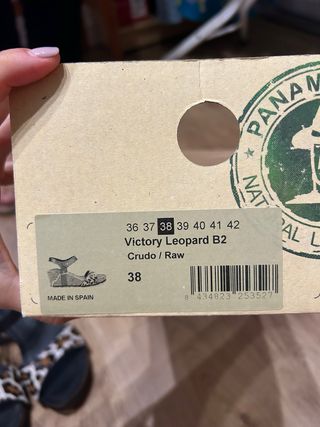 PANAM
NATURAL L
36 37 38 39 40 41 42
Victory Leopard B2
Crudo / Raw
38
MADE IN SPAIN
8 434823 253527